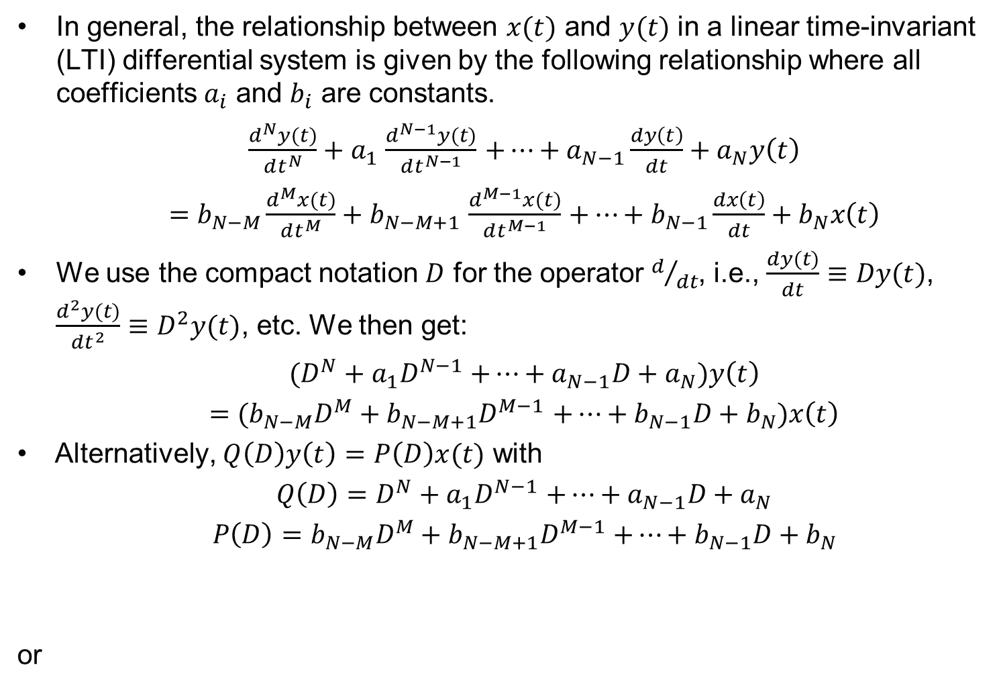 • In general, the relationship between $x(t)$ and $y(t)$ in a linear time-invariant
(LTI) differential system is given by the following relationship where all
coefficients $a_i$ and $b_i$ are constants.
$\frac{d^N y(t)}{dt^N} + a_1 \frac{d^{N-1} y(t)}{dt^{N-1}} + \cdots + a_{N-1} \frac{dy(t)}{dt} + a_N y(t)$
$= b_{N-M} \frac{d^M x(t)}{dt^M} + b_{N-M+1} \frac{d^{M-1} x(t)}{dt^{M-1}} + \cdots + b_{N-1} \frac{dx(t)}{dt} + b_N x(t)$
• We use the compact notation $D$ for the operator $d/dt$, i.e., $\frac{dy(t)}{dt} \equiv Dy(t)$,
$\frac{d^2 y(t)}{dt^2} \equiv D^2 y(t)$, etc. We then get:
$(D^N + a_1 D^{N-1} + \cdots + a_{N-1} D + a_N) y(t)$
$= (b_{N-M} D^M + b_{N-M+1} D^{M-1} + \cdots + b_{N-1} D + b_N) x(t)$
• Alternatively, $Q(D)y(t) = P(D)x(t)$ with
$Q(D) = D^N + a_1 D^{N-1} + \cdots + a_{N-1} D + a_N$
$P(D) = b_{N-M} D^M + b_{N-M+1} D^{M-1} + \cdots + b_{N-1} D + b_N$
or